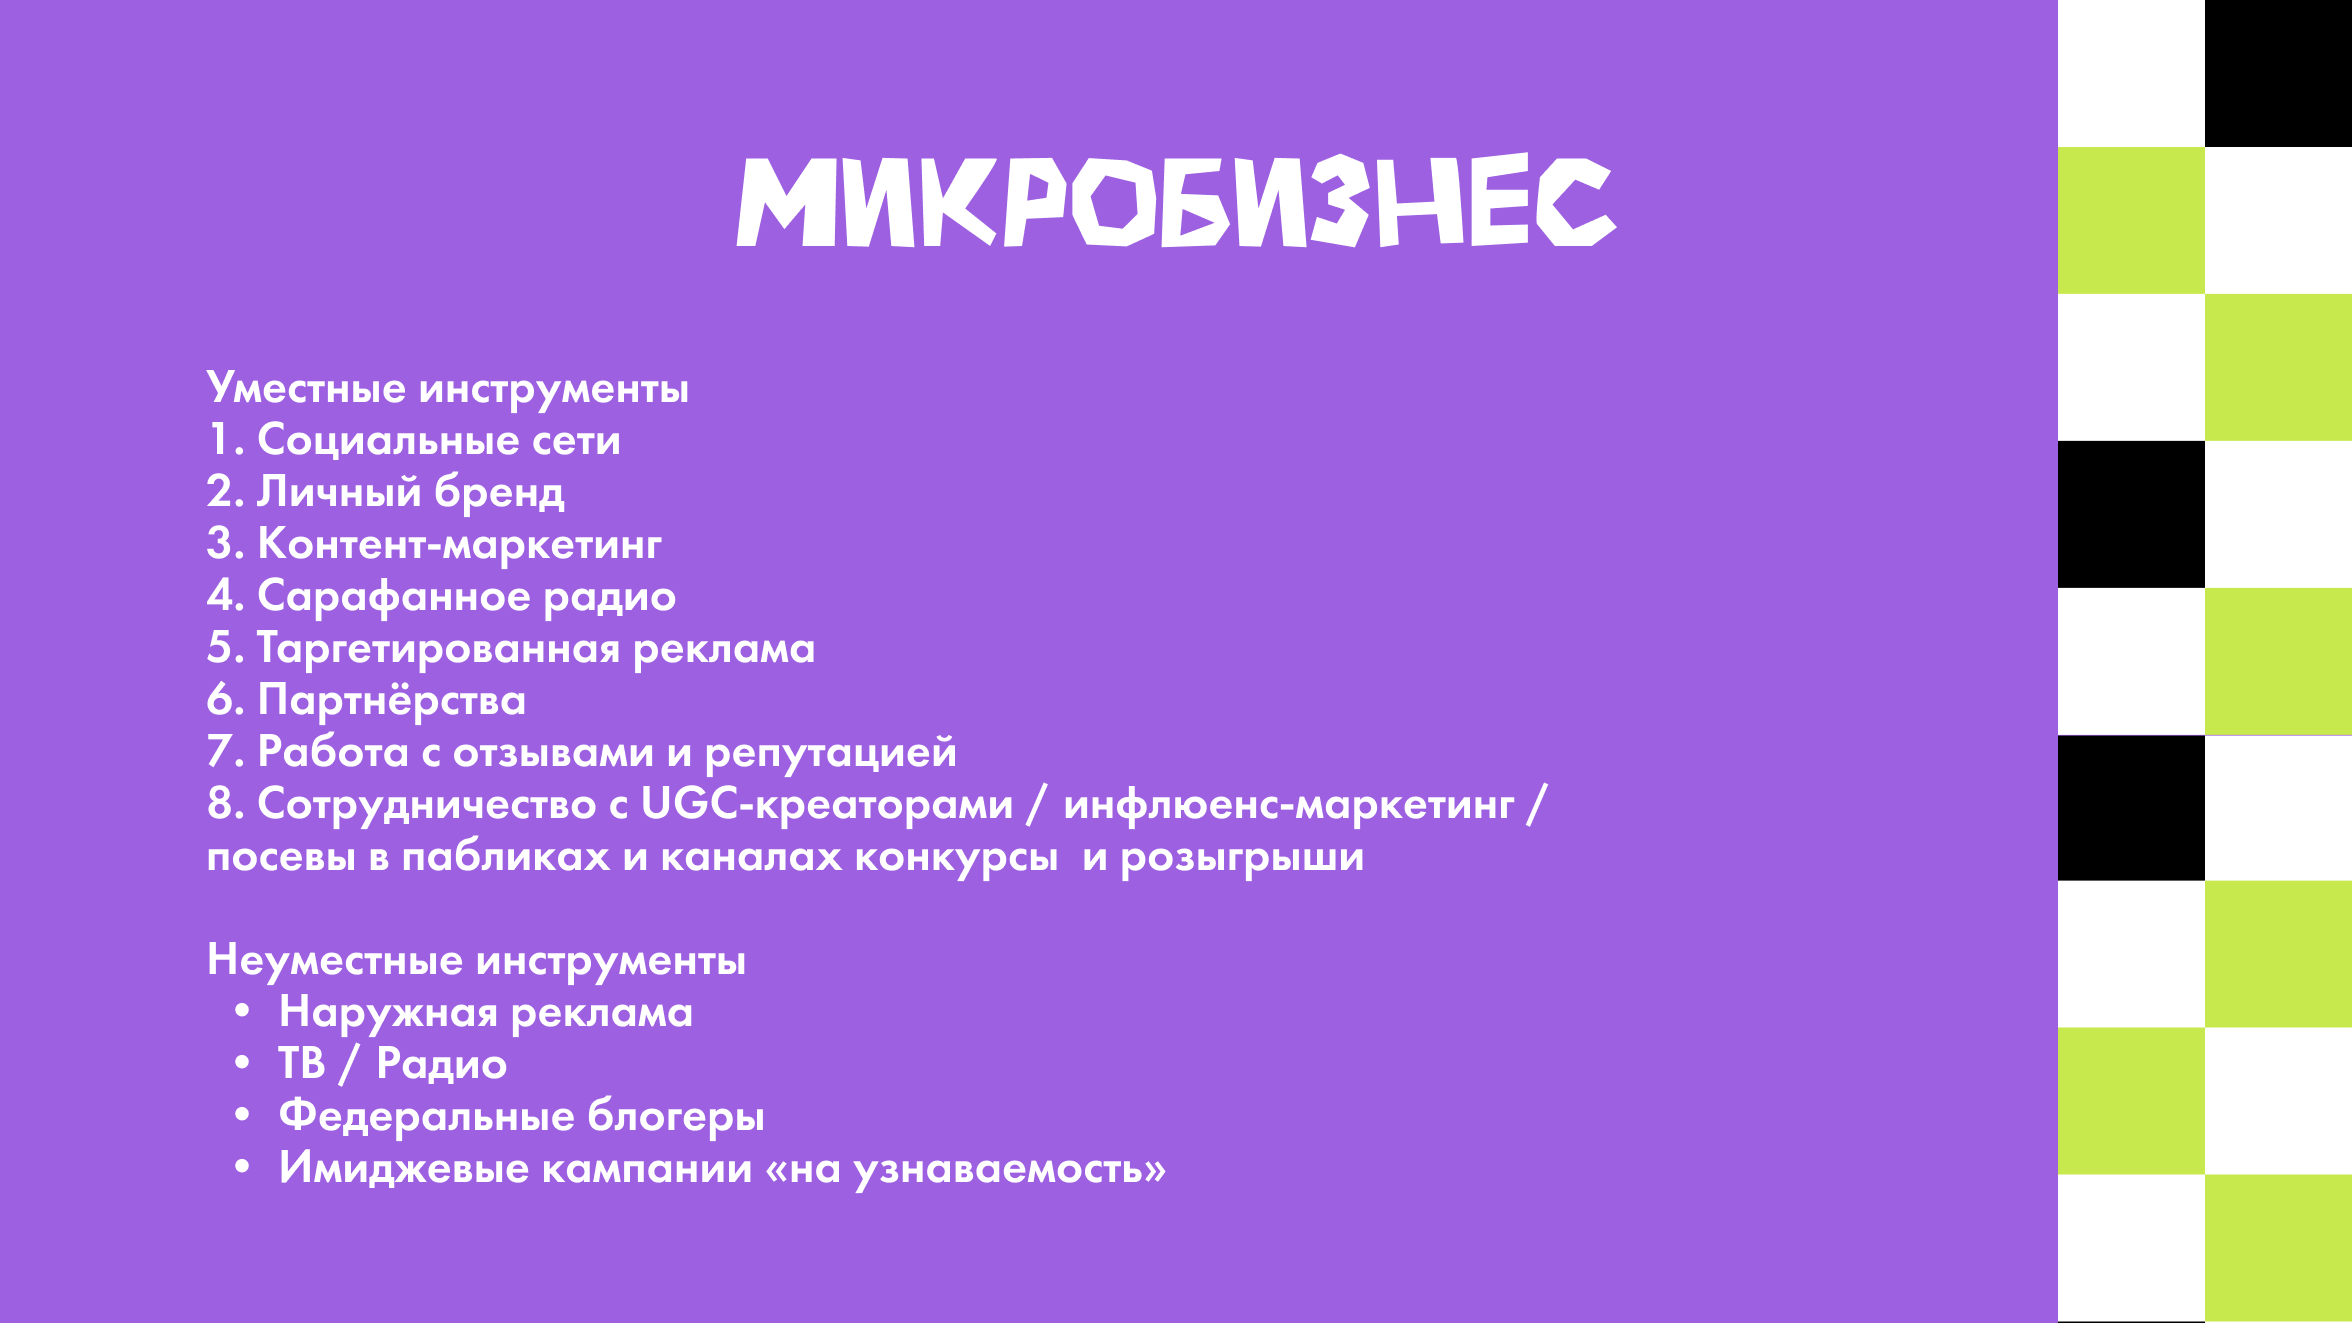 МИКРОБИЗНЕС
Уместные инструменты
1. Социальные сети
2. Личный бренд
3. Контент-маркетинг
4. Сарафанное радио
5. Таргетированная реклама
6. Партнёрства
7. Работа с отзывами и репутацией
8. Сотрудничество с UGC-креаторами / инфлюенс-маркетинг /
посевы в пабликах и каналах конкурсы  и розыгрыши
Неуместные инструменты
• Наружная реклама
• ТВ / Радио
• Федеральные блогеры
• Имиджевые кампании «на узнаваемость»